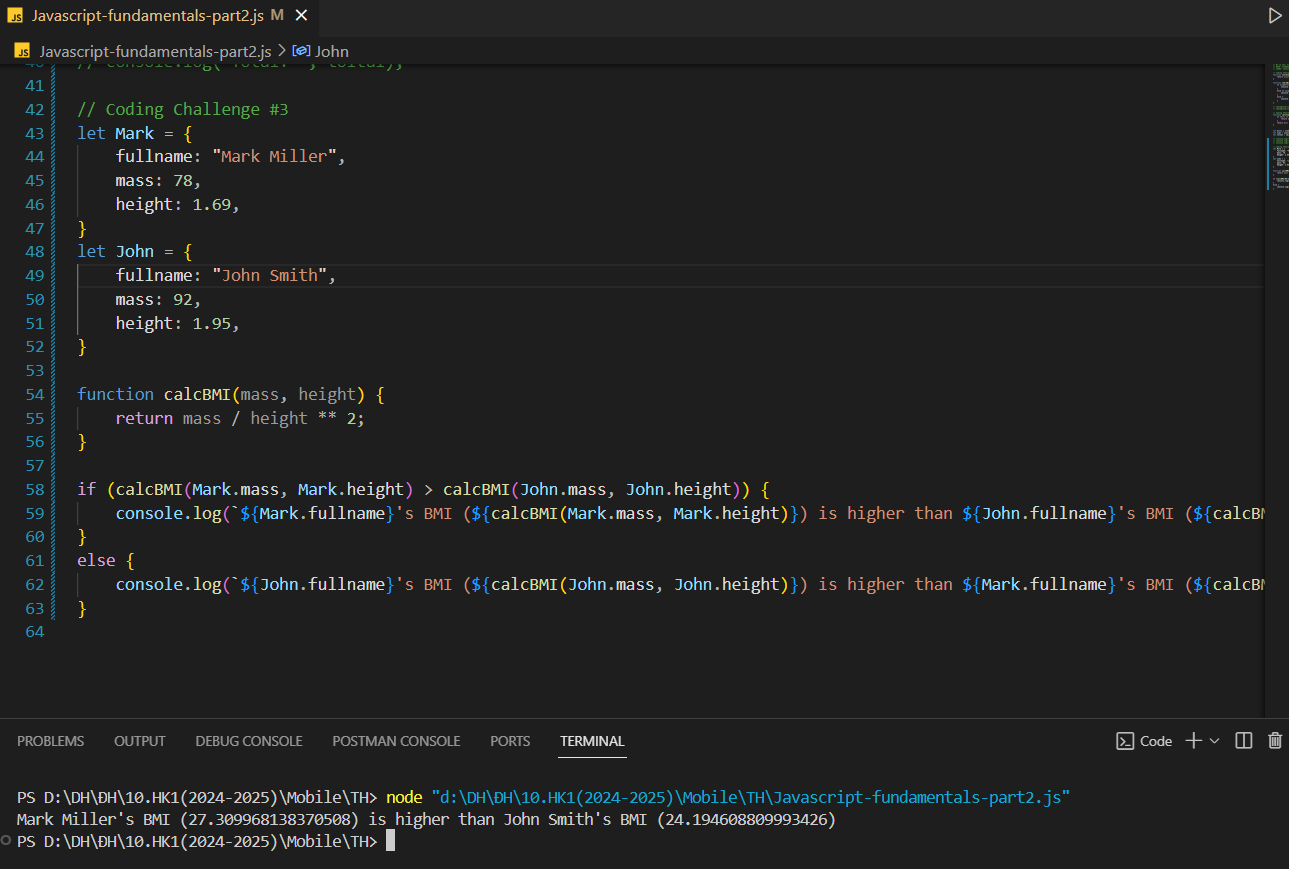 JS Javascript-fundamentals-part2.js M
JS Javascript-fundamentals-part2.js > John
41
42 // Coding Challenge #3
43 let Mark = {
44 fullname: "Mark Miller",
45 mass: 78,
46 height: 1.69,
47 }
48 let John = {
49 fullname: "John Smith",
50 mass: 92,
51 height: 1.95,
52 }
53
54 function calcBMI(mass, height) {
55 return mass / height ** 2;
56 }
57
58 if (calcBMI(Mark.mass, Mark.height) > calcBMI(John.mass, John.height)) {
59 console.log(`${Mark.fullname}'s BMI (${calcBMI(Mark.mass, Mark.height)}) is higher than ${John.fullname}'s BMI (${calcBM
60 }
61 else {
62 console.log(`${John.fullname}'s BMI (${calcBMI(John.mass, John.height)}) is higher than ${Mark.fullname}'s BMI (${calcBM
63 }
64
PROBLEMS OUTPUT DEBUG CONSOLE POSTMAN CONSOLE PORTS TERMINAL Code
PS D:\DH\ĐH\10.HK1(2024-2025)\Mobile\TH> node "d:\DH\ĐH\10.HK1(2024-2025)\Mobile\TH\Javascript-fundamentals-part2.js"
Mark Miller's BMI (27.309968138370508) is higher than John Smith's BMI (24.194608809993426)
PS D:\DH\ĐH\10.HK1(2024-2025)\Mobile\TH>